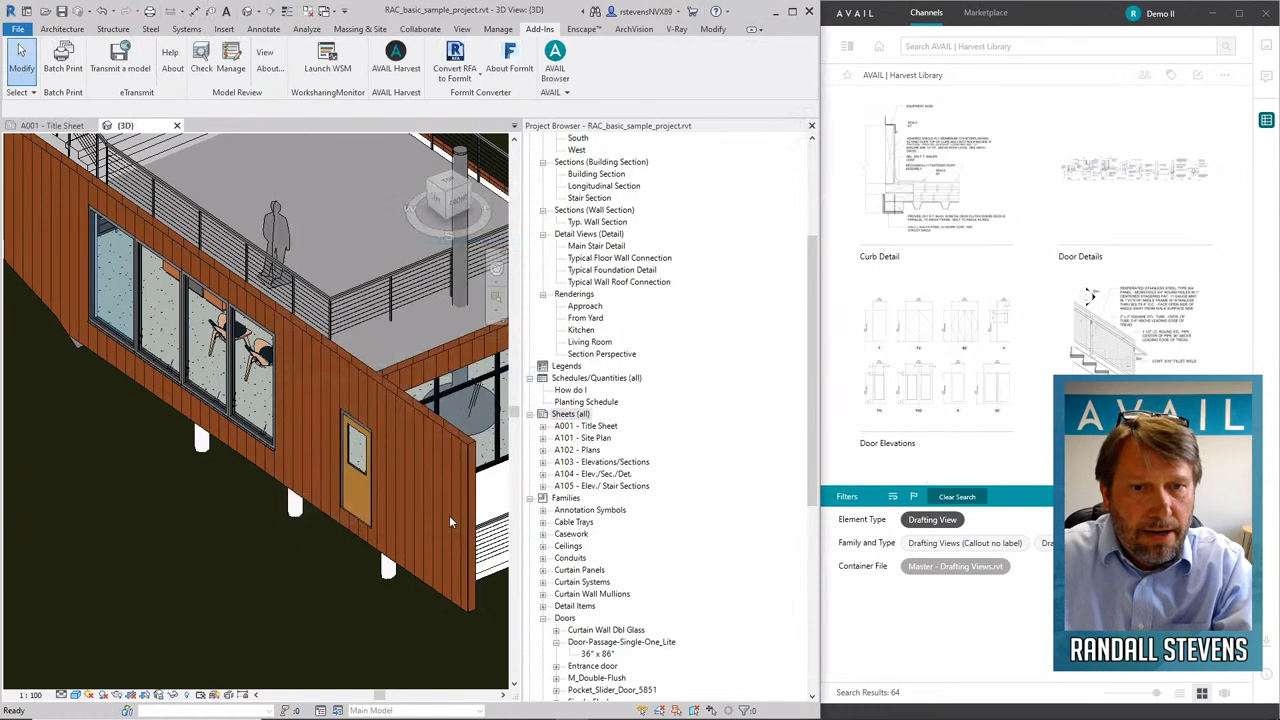 RAC_basic_sample_project.rvt - 3D View: {3D}
rstevensNVX89
File
Architecture
Structure
Steel
Precast
Systems
Insert
Annotate
Analyze
Massing & Site
Collaborate
View
Manage
Add-Ins
Enscape™
ArchVision
V-Ray
Modify
Modify
Batch Print
Transmit a model
Help
About
Check
Manage
View
About...
Launch WSM
AVAIL Harvest
Convert RFA
to FormIt
About FormIt
AVAIL
Browser
Select
Batch Print
eTransmit
Model Review
WorksharingMonitor
AVAIL Harvest
FormIt Converter
AVAIL
A001 - Title Sheet
{3D}
Project Browser - RAC_basic_sample_project.rvt
South
West
Sections (Building Section)
Building Section
Longitudinal Section
Stair Section
Sections (Wall Section)
Typ. Wall Section
Detail Views (Detail)
Main Stair Detail
Typical Floor Wall Connection
Typical Foundation Detail
Typical Wall Roof Connection
Renderings
Approach
From Yard
Kitchen
Living Room
Section Perspective
Legends
Schedules/Quantities (all)
How do I
Planting Schedule
Sheets (all)
A001 - Title Sheet
A101 - Site Plan
A102 - Plans
A103 - Elevations/Sections
A104 - Elev./Sec./Det.
A105 - Elev./ Stair Sections
Families
Annotation Symbols
Cable Trays
Casework
Ceilings
Conduits
Curtain Panels
Curtain Systems
Curtain Wall Mullions
Detail Items
Doors
Curtain Wall Dbl Glass
Door-Passage-Single-One_Lite
36" x 86"
Entrance door
M_Double-Flush
Pocket_Slider_Door_5851
1 : 100
Ready
:0
Main Model
:0
AVAIL
Channels
Marketplace
R
Demo II
Search AVAIL | Harvest Library
AVAIL | Harvest Library
Curb Detail
Door Details
Door Elevations
Filters
Clear Search
Element Type
Drafting View
Family and Type
Drafting Views (Callout no label)
Container File
Master - Drafting Views.rvt
Search Results: 64
AVAIL
RANDALL STEVENS